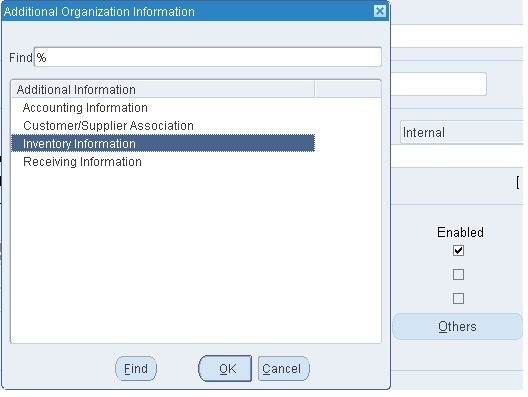 Additional Organization Information
Find %
Additional Information
Accounting Information
Customer/Supplier Association
Inventory Information
Receiving Information
Find OK Cancel
Internal
[
Enabled
Others